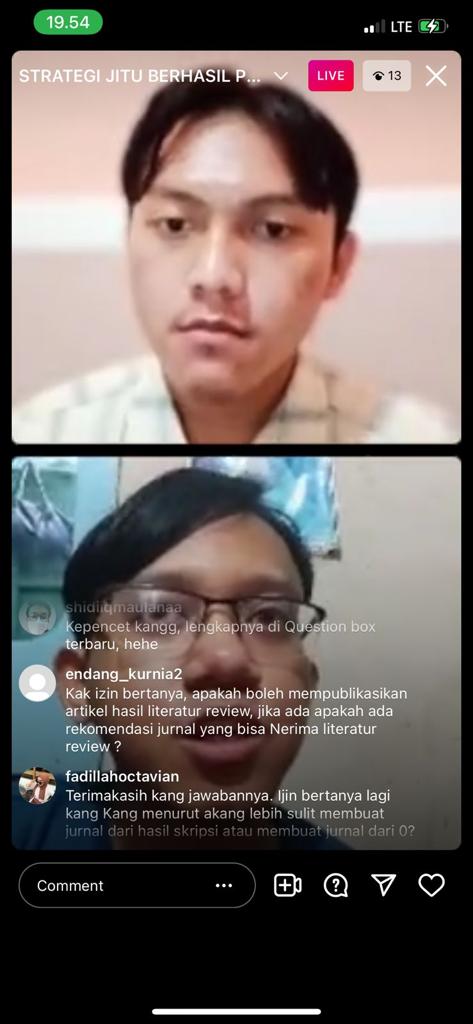 19.54
LTE
STRATEGI JITU BERHASIL P...
LIVE
13
shidiiqmaulanaa
Kepencet kangg, lengkapnya di Question box
terbaru, hehe
endang_kurnia2
Kak izin bertanya, apakah boleh mempublikasikan
artikel hasil literatur review, jika ada apakah ada
rekomendasi jurnal yang bisa Nerima literatur
review ?
fadillahoctavian
Terimakasih kang jawabannya. Ijin bertanya lagi
kang Kang menurut akang lebih sulit membuat
jurnal dari hasil skripsi atau membuat jurnal dari 0?
Comment